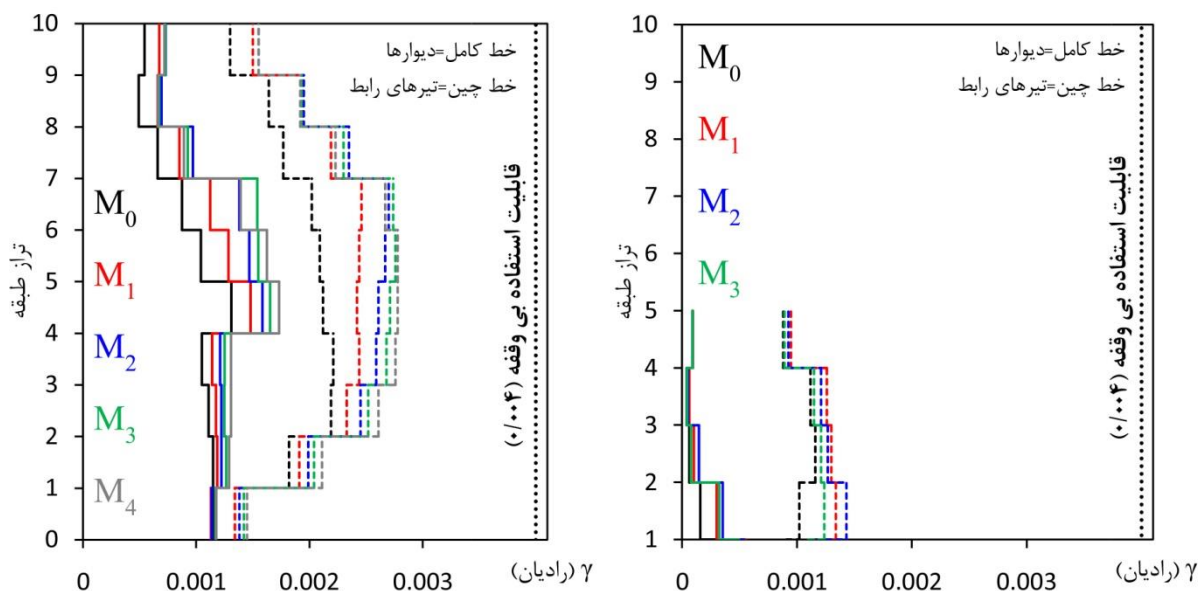 10
9
8
7
6
5
4
3
2
1
0
تراز طبقه
خط کامل=دیوارها
خط چین=تیرهای رابط
M0
M1
M2
M3
M4
قابلیت استفاده بی وقفه (۰/۰۰۴)
0
0.001
0.002
0.003
γ (رادیان)
10
9
8
7
6
5
4
3
2
1
تراز طبقه
خط کامل=دیوارها
خط چین=تیرهای رابط
M0
M1
M2
M3
قابلیت استفاده بی وقفه (۰/۰۰۴)
0
0.001
0.002
0.003
γ (رادیان)